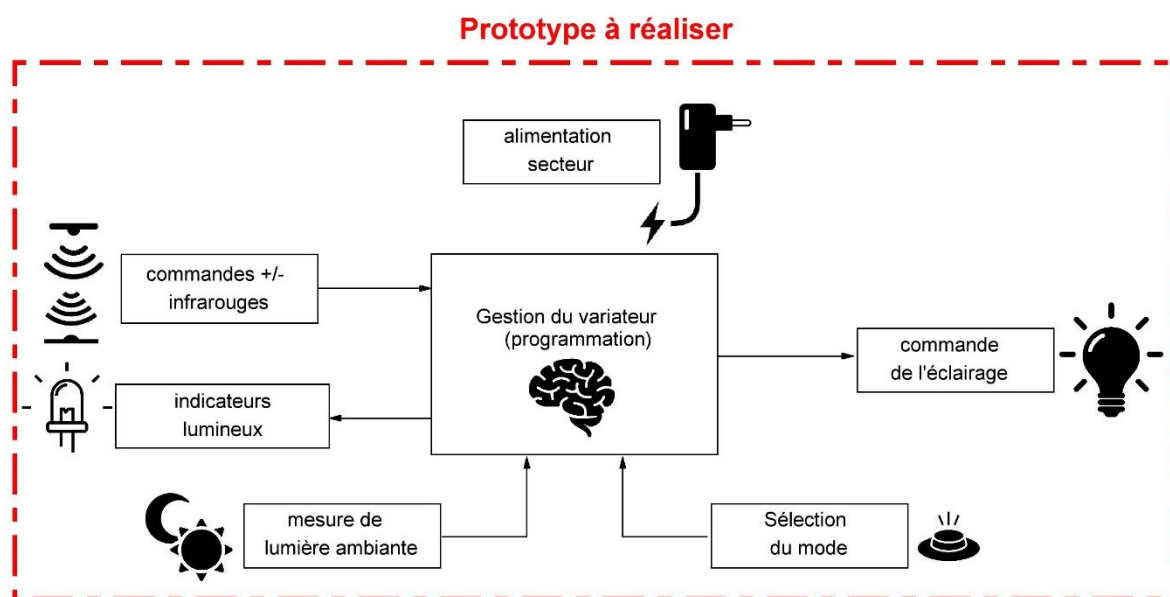 Prototype à réaliser
alimentation
secteur
commandes +/-
infrarouges
Gestion du variateur
(programmation)
commande
de l'éclairage
indicateurs
lumineux
mesure de
lumière ambiante
Sélection
du mode